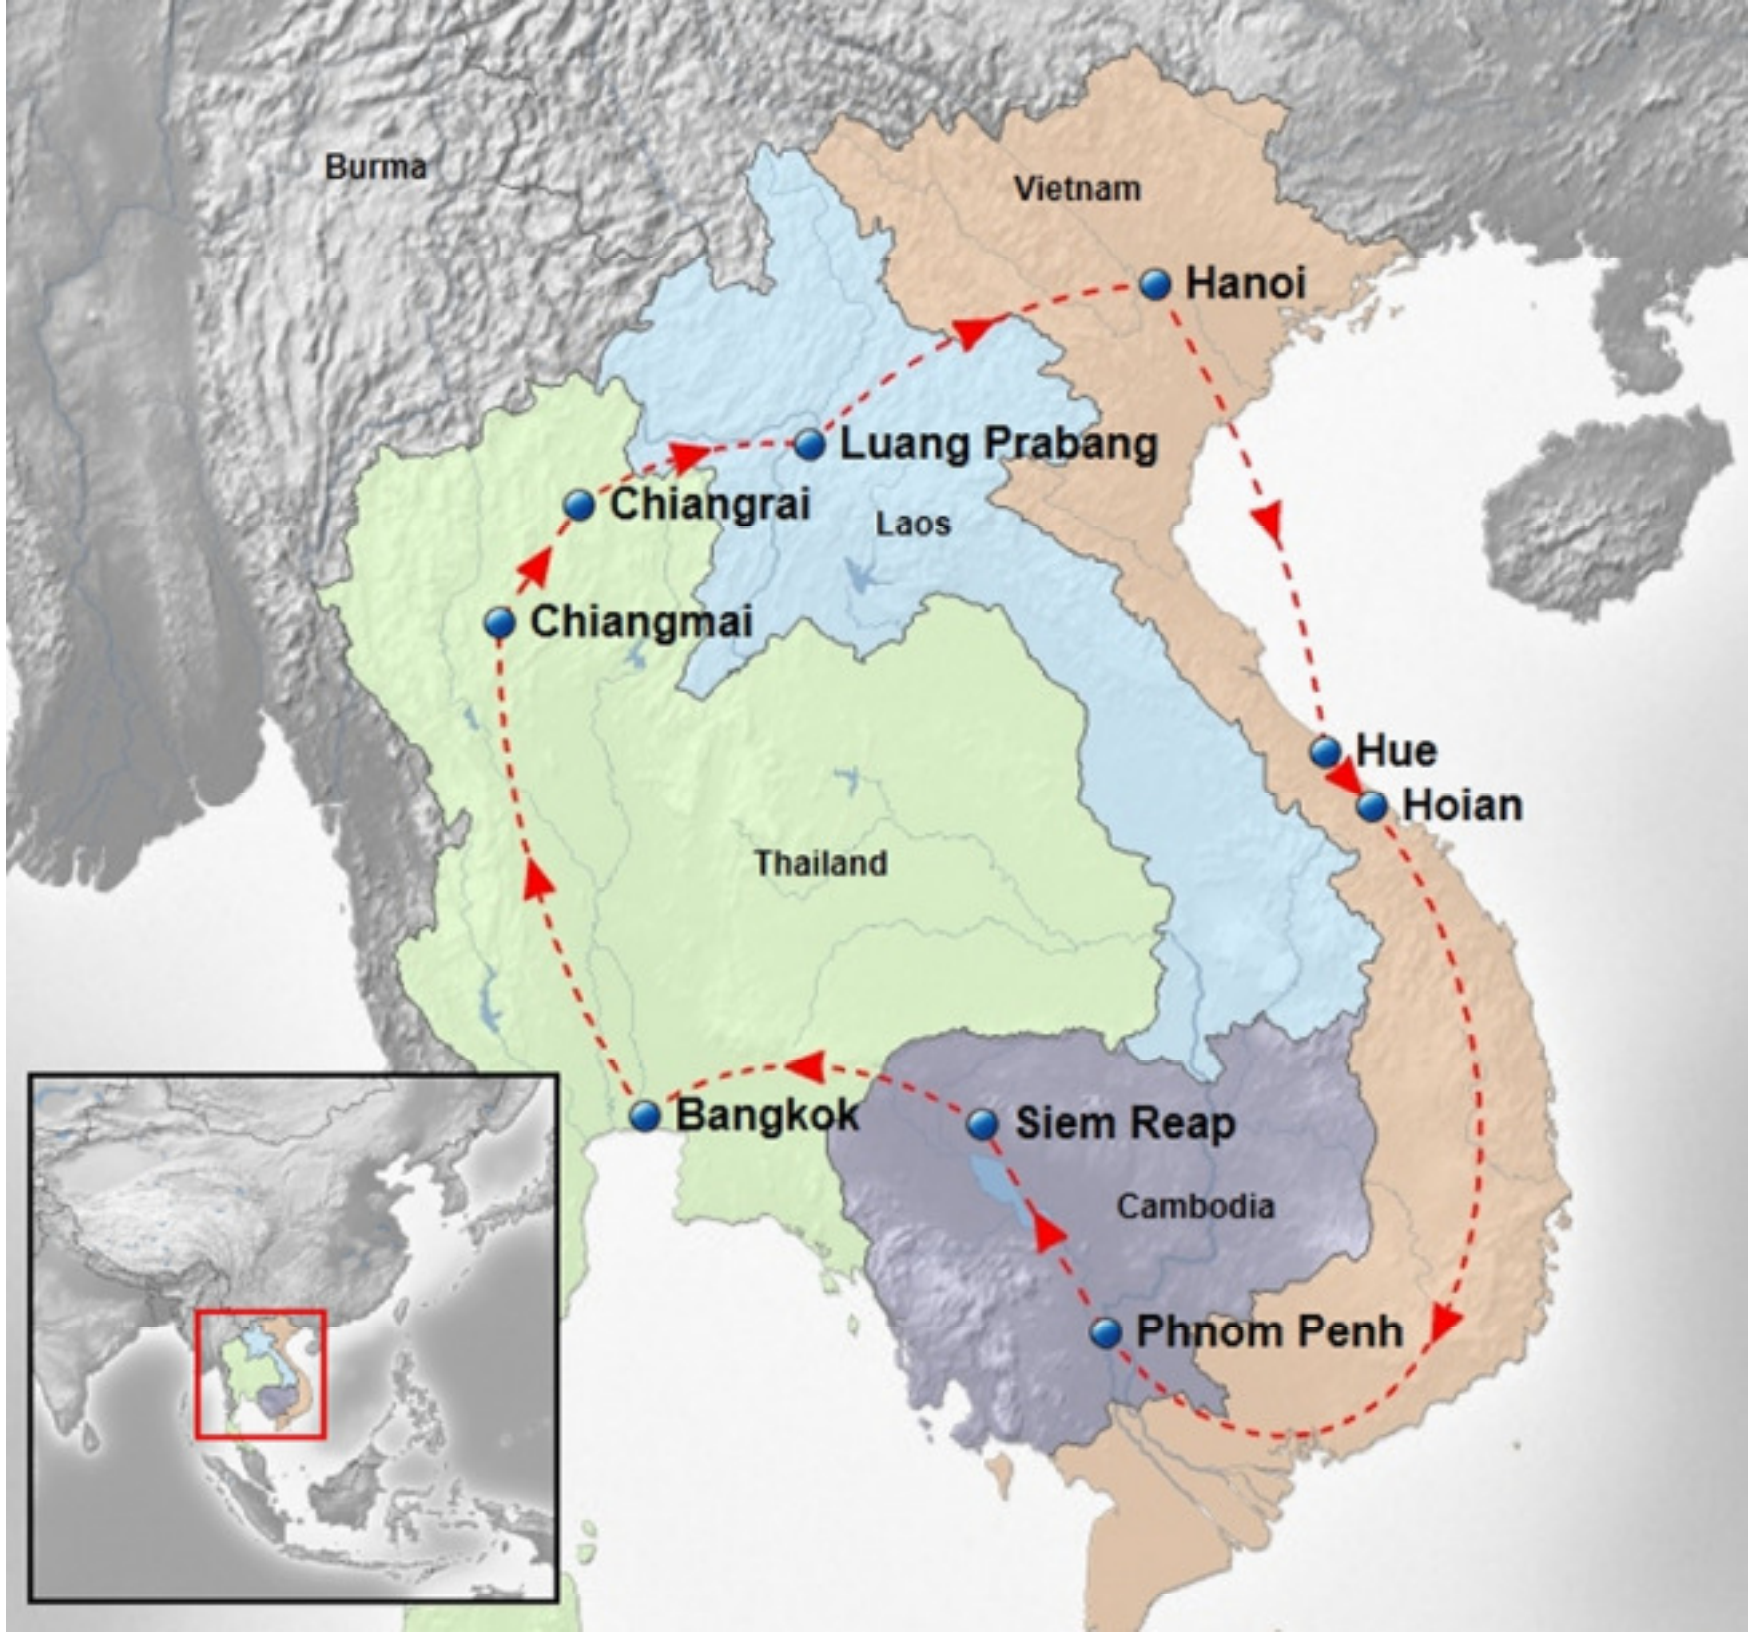 Burma
Vietnam
Hanoi
Luang Prabang
Chiangrai
Laos
Chiangmai
Hue
Hoian
Thailand
Bangkok
Siem Reap
Cambodia
Phnom Penh